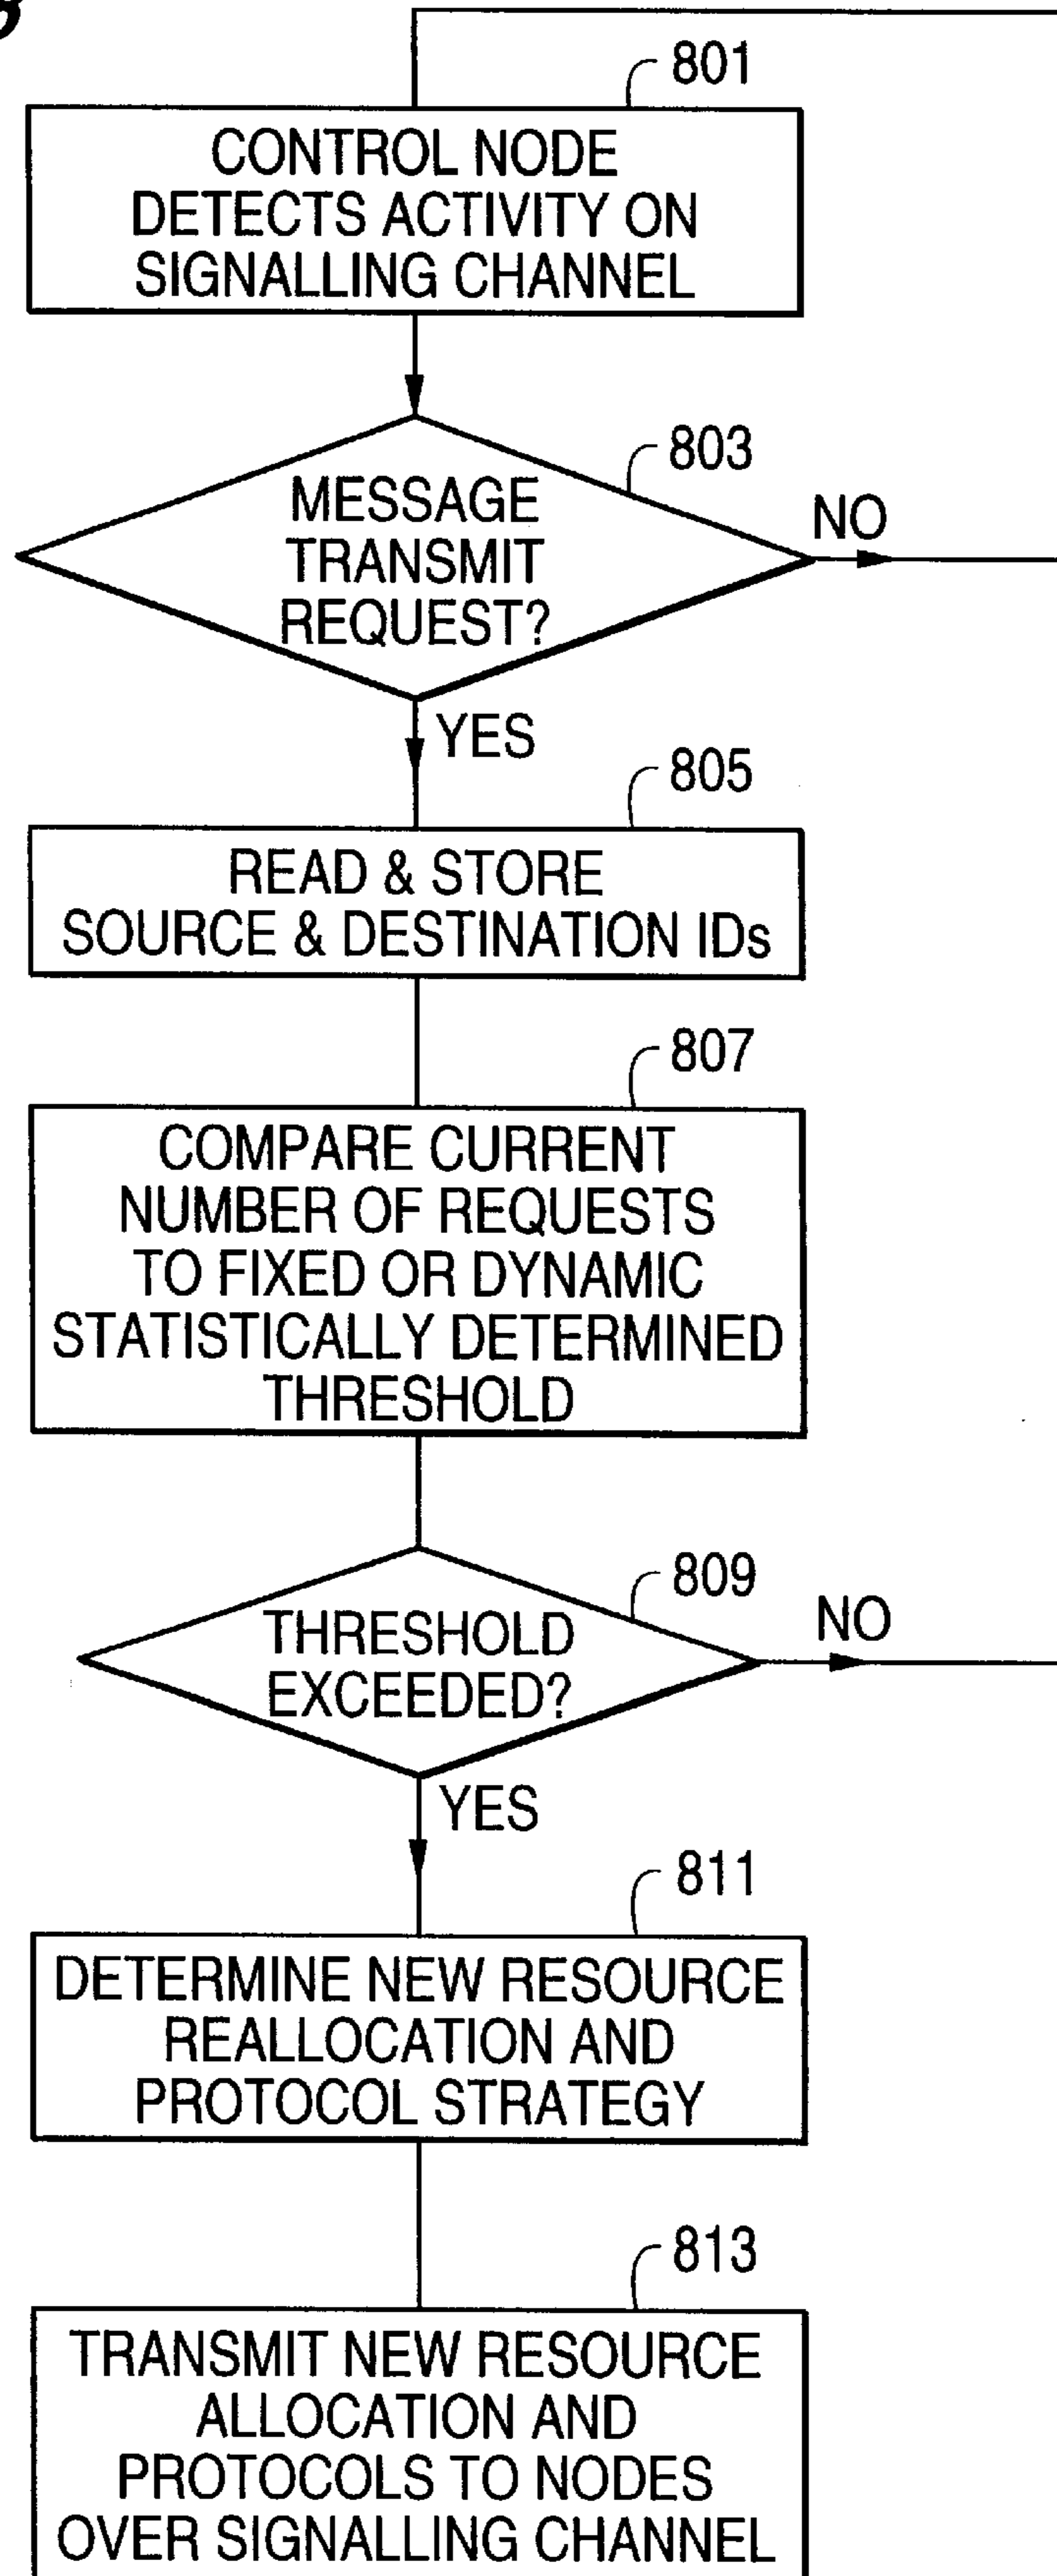 801
CONTROL NODE
DETECTS ACTIVITY ON
SIGNALLING CHANNEL
803
MESSAGE
TRANSMIT
REQUEST?
NO
YES
805
READ & STORE
SOURCE & DESTINATION IDs
807
COMPARE CURRENT
NUMBER OF REQUESTS
TO FIXED OR DYNAMIC
STATISTICALLY DETERMINED
THRESHOLD
809
THRESHOLD
EXCEEDED?
NO
YES
811
DETERMINE NEW RESOURCE
REALLOCATION AND
PROTOCOL STRATEGY
813
TRANSMIT NEW RESOURCE
ALLOCATION AND
PROTOCOLS TO NODES
OVER SIGNALLING CHANNEL